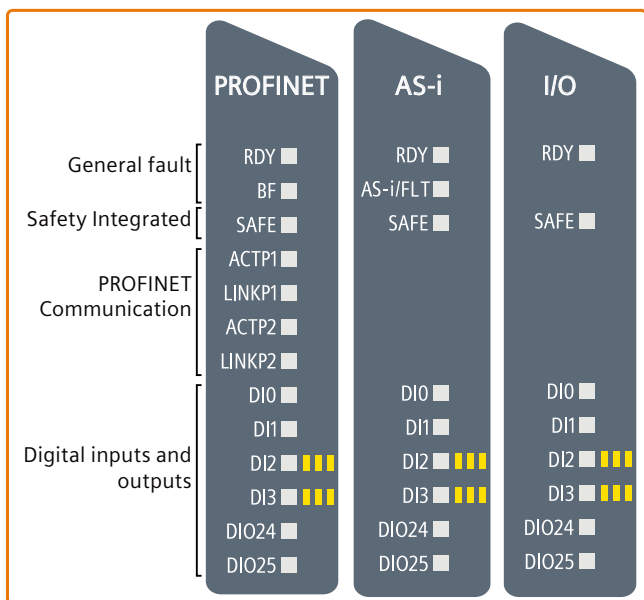 PROFINET AS-i I/O
General fault
RDY RDY RDY
BF AS-i/FLT
Safety Integrated
SAFE SAFE SAFE
PROFINET
Communication
ACTP1
LINKP1
ACTP2
LINKP2
Digital inputs and
outputs
DI0 DI0 DI0
DI1 DI1 DI1
DI2 DI2 DI2
DI3 DI3 DI3
DIO24 DIO24 DIO24
DIO25 DIO25 DIO25